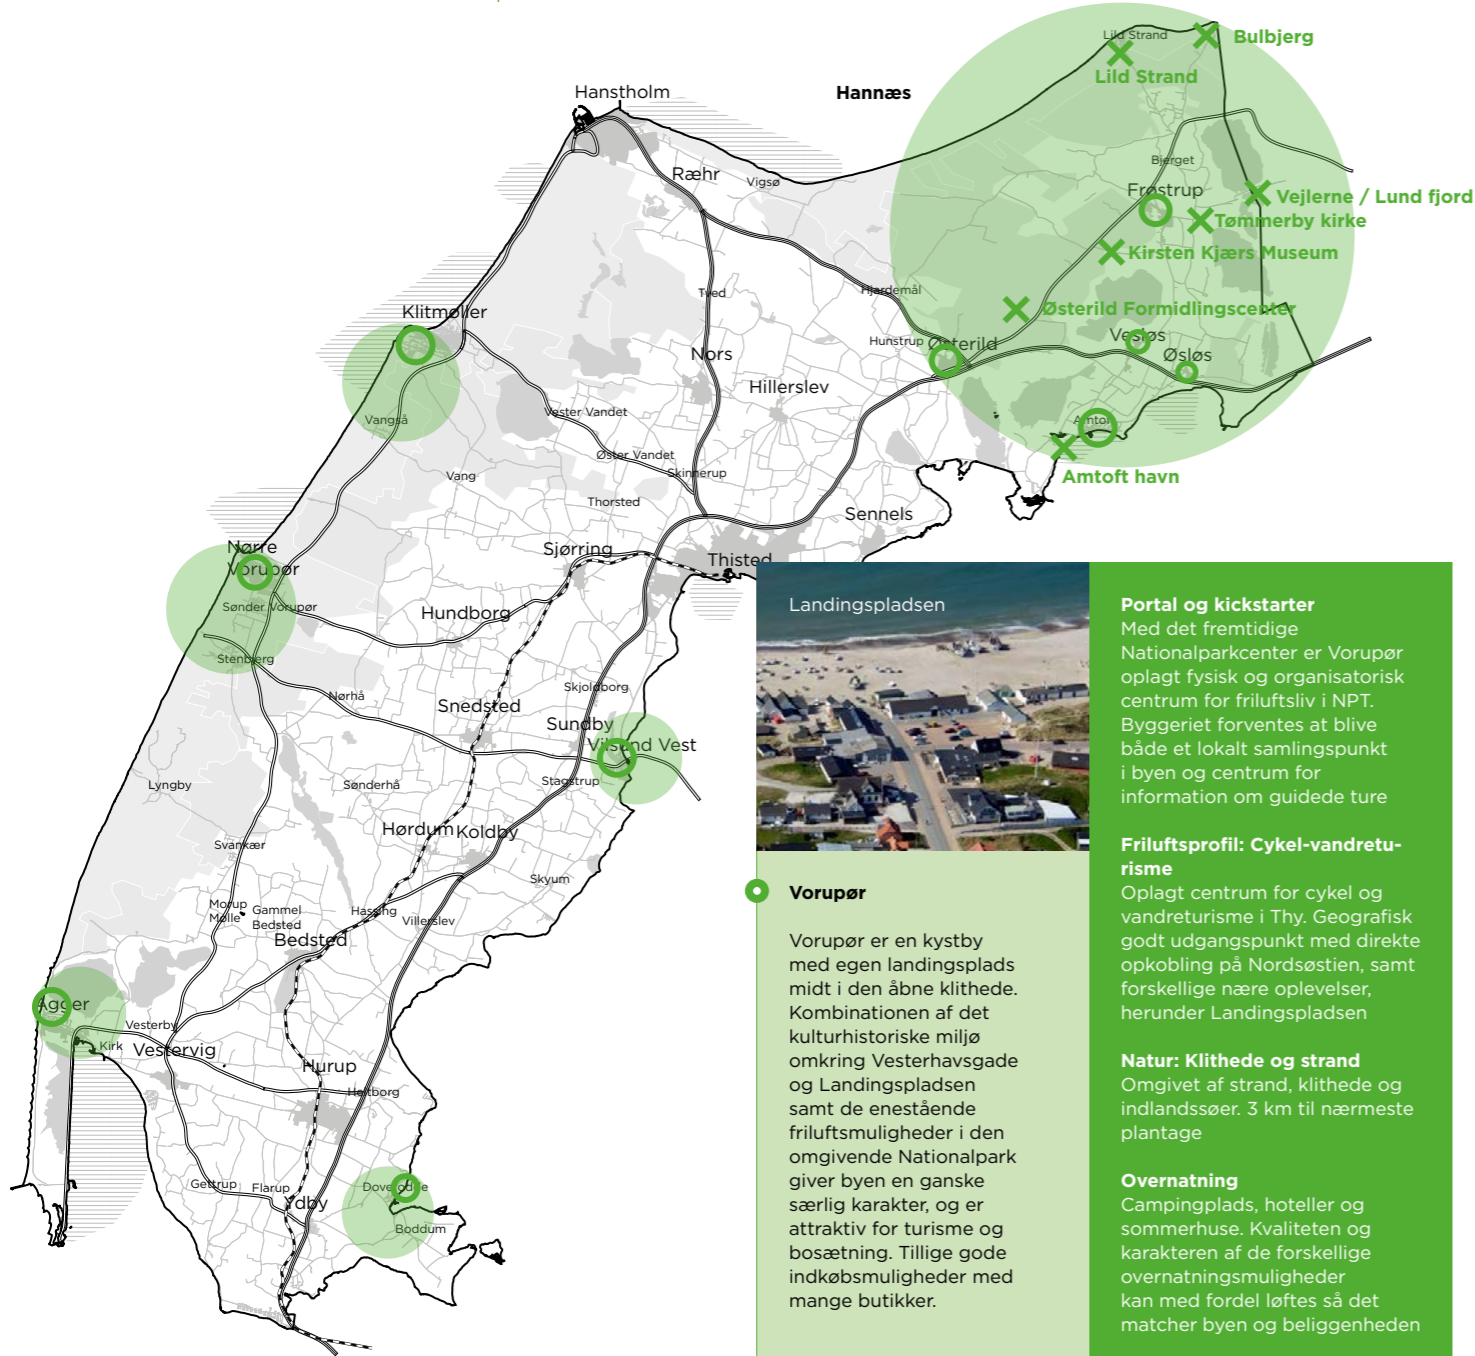 Lild Strand
Bulbjerg
Lild Strand
Hannæs
Hanstholm
Bjerget
Ræhr
Vigsø
Frøstrup
Vejlerne / Lund fjord
Tømmerby kirke
Kirsten Kjærs Museum
Tved
Hjardemål
Klitmøller
Østerild Formidlingscenter
Hunstrup
Østerild
Vesløs
Øsløs
Nors
Hillerslev
Vester Vandet
Vangså
Amtoft
Øster Vandet
Vang
Skinnerup
Amtoft havn
Thorsted
Sennels
Nørre
Vorupør
Sjørring
Thisted
Sønder Vorupør
Hundborg
Stenbjerg
Nørhå
Skjoldborg
Snedsted
Sundby
Vilsund Vest
Stagstrup
Lyngby
Sønderhå
Hørdum
Koldby
Svankær
Skyum
Morup
Mølle
Gammel
Bedsted
Hassing
Villerslev
Bedsted
Agger
Vesterby
Kirk
Vestervig
Hurup
Heltborg
Gettrup
Flarup
Ydby
Doverodde
Boddum
Landingspladsen
Vorupør
Vorupør er en kystby
med egen landingsplads
midt i den åbne klithede.
Kombinationen af det
kulturhistoriske miljø
omkring Vesterhavsgade
og Landingspladsen
samt de enestående
friluftsmuligheder i den
omgivende Nationalpark
giver byen en ganske
særlig karakter, og er
attraktiv for turisme og
bosætning. Tillige gode
indkøbsmuligheder med
mange butikker.
Portal og kickstarter
Med det fremtidige
Nationalparkcenter er Vorupør
oplagt fysisk og organisatorisk
centrum for friluftsliv i NPT.
Byggeriet forventes at blive
både et lokalt samlingspunkt
i byen og centrum for
information om guidede ture
Friluftsprofil: Cykel-vandretu-
risme
Oplagt centrum for cykel og
vandreturisme i Thy. Geografisk
godt udgangspunkt med direkte
opkobling på Nordsøstien, samt
forskellige nære oplevelser,
herunder Landingspladsen
Natur: Klithede og strand
Omgivet af strand, klithede og
indlandssøer. 3 km til nærmeste
plantage
Overnatning
Campingplads, hoteller og
sommerhuse. Kvaliteten og
karakteren af de forskellige
overnatningsmuligheder
kan med fordel løftes så det
matcher byen og beliggenheden